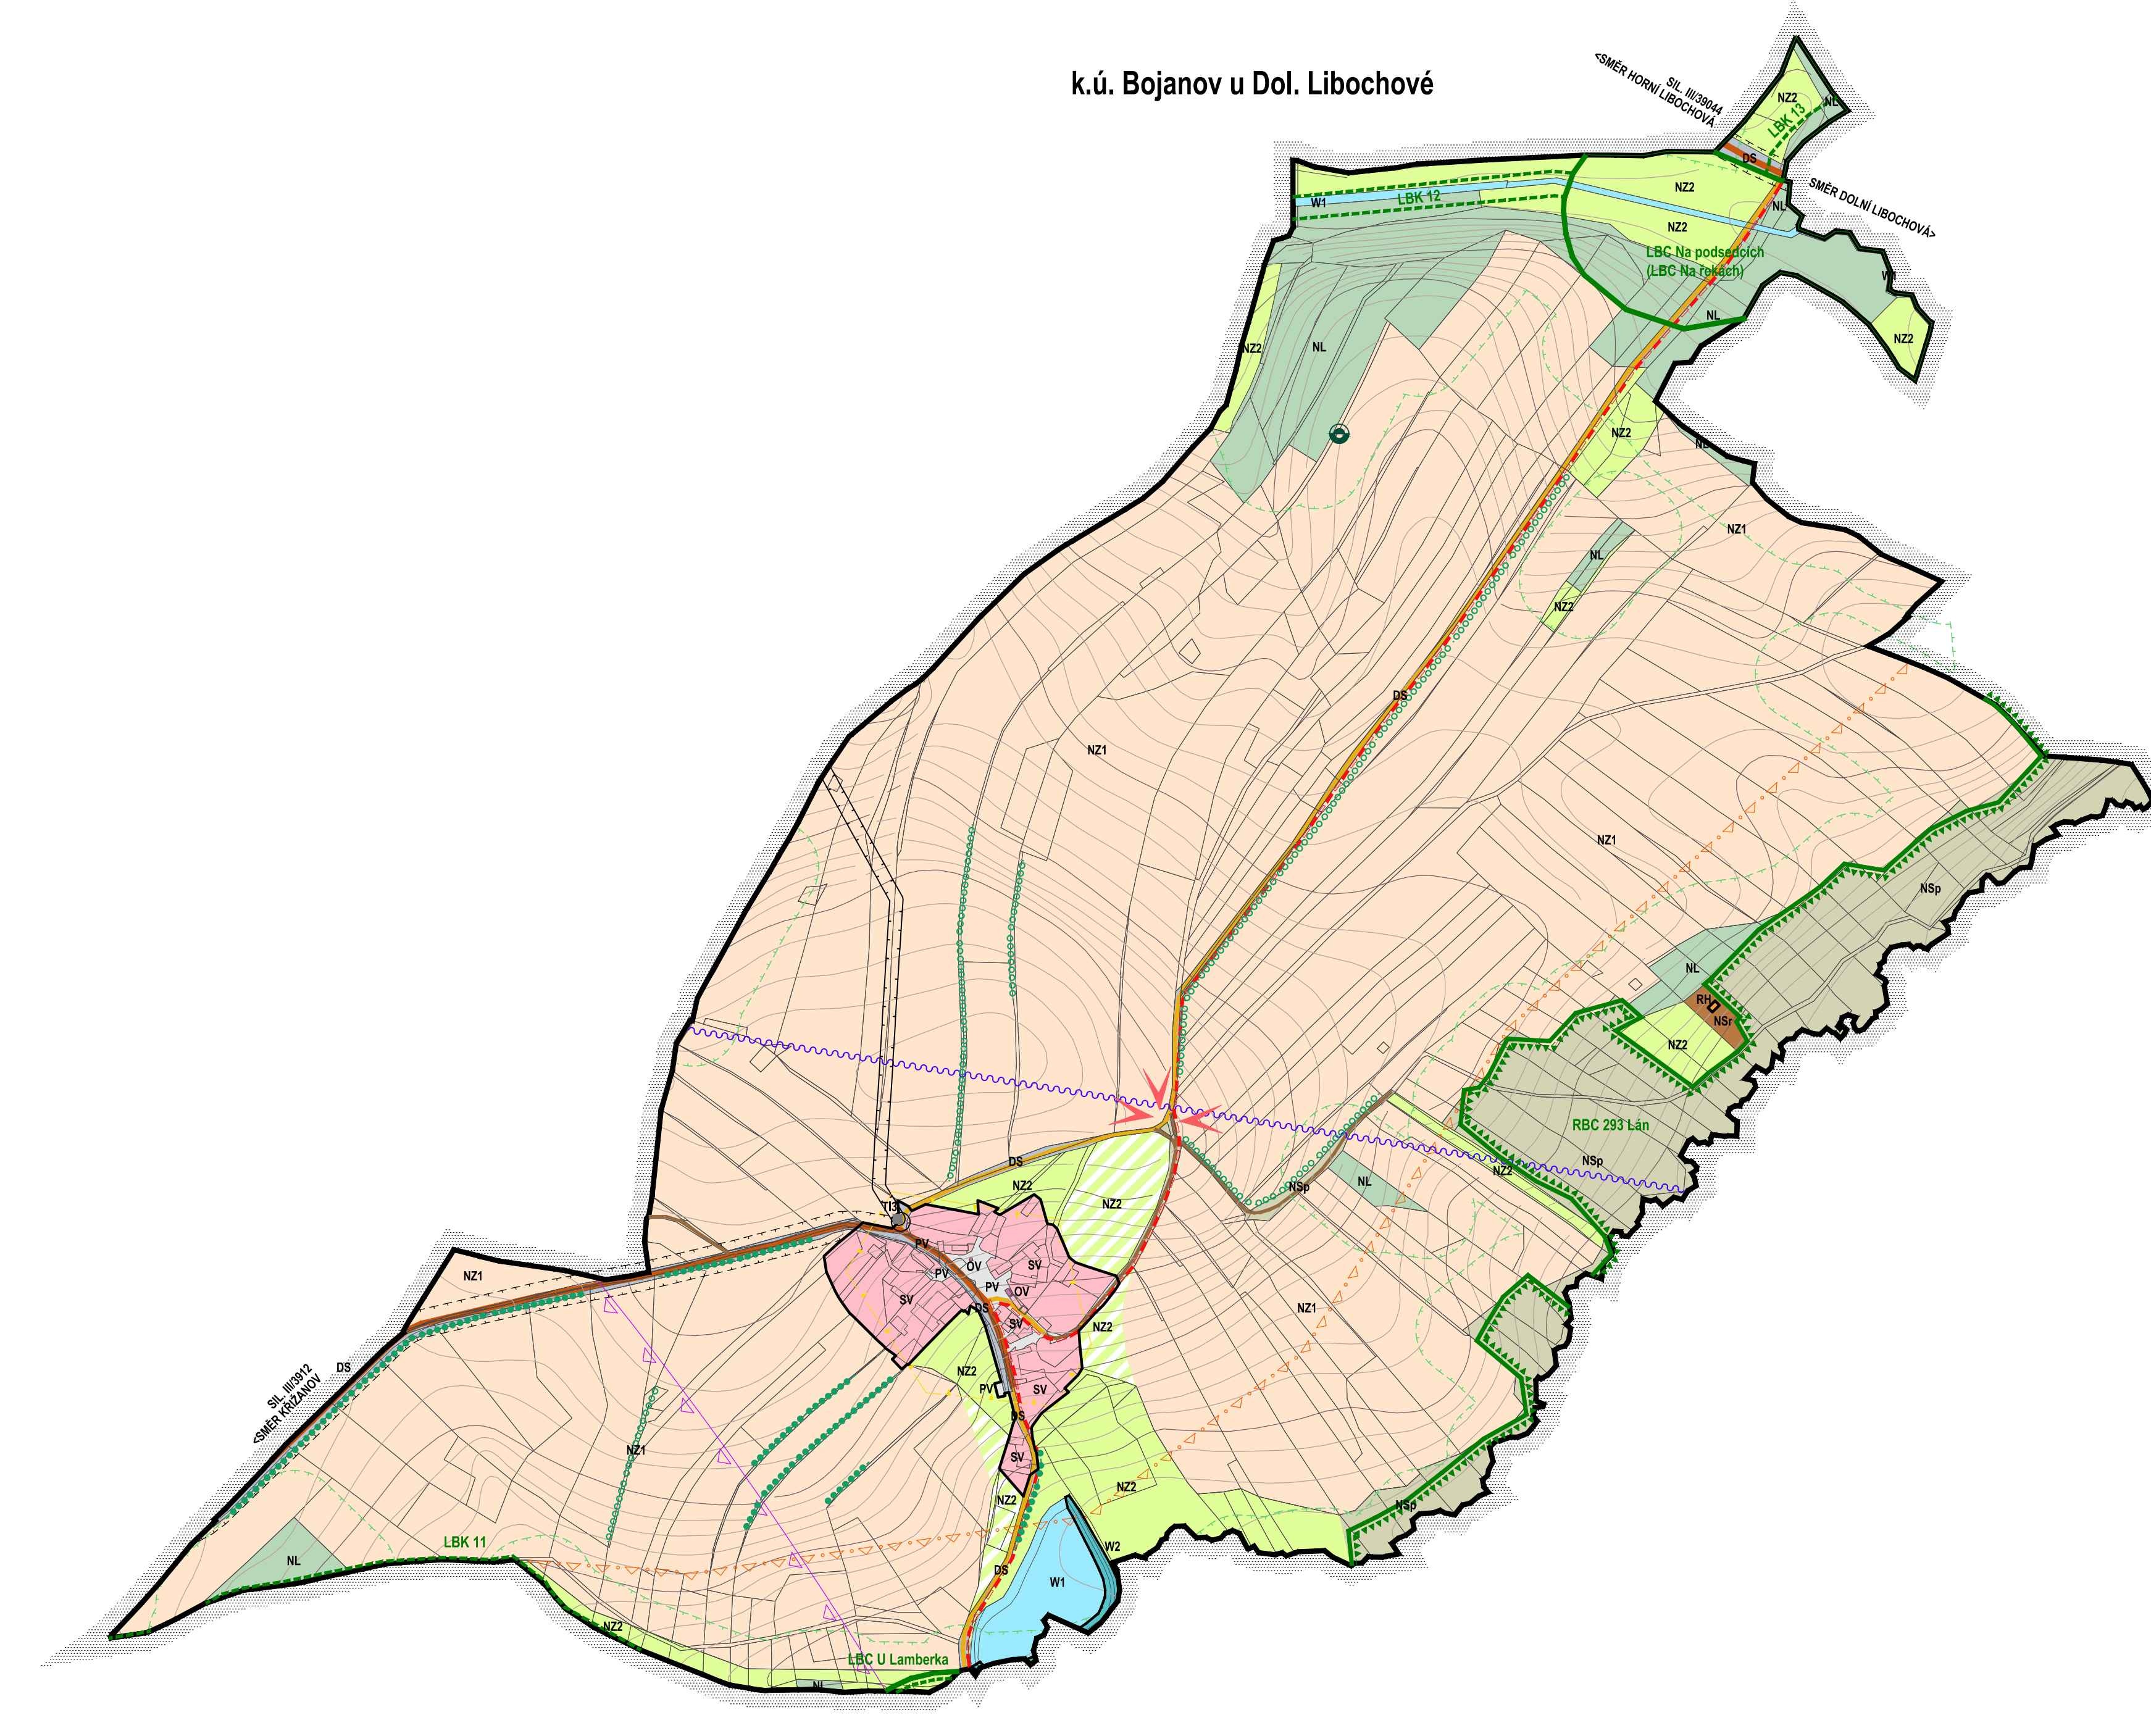 k.ú. Bojanov u Dol. Libochové
SIL. III/39044
<SMĚR HORNÍ LIBOCHOVÁ
NZ2
NL
LBK 13
DS
SMĚR DOLNÍ LIBOCHOVÁ>
NZ2
NL
W1
LBK 12
NZ2
LBC Na podsedcích
(LBC Na řekách)
W1
NL
NZ2
NZ2
NL
NZ2
NL
NZ1
NL
NZ2
DS
NZ1
NZ1
NSp
NL
RH
NSr
NZ2
RBC 293 Lán
NSp
NZ2
DS
NZ2
NSp
NL
NZ2
TI3
PV
PV
OV
SV
PV
OV
SV
DS
SV
NZ1
NZ1
NZ2
DS
SIL. III/3912
<SMĚR KŘIŽANOV
NZ2
PV
SV
DS
NZ1
SV
NZ2
NZ2
NSp
LBK 11
NL
W2
DS
W1
NZ2
LBC U Lamberka
NL